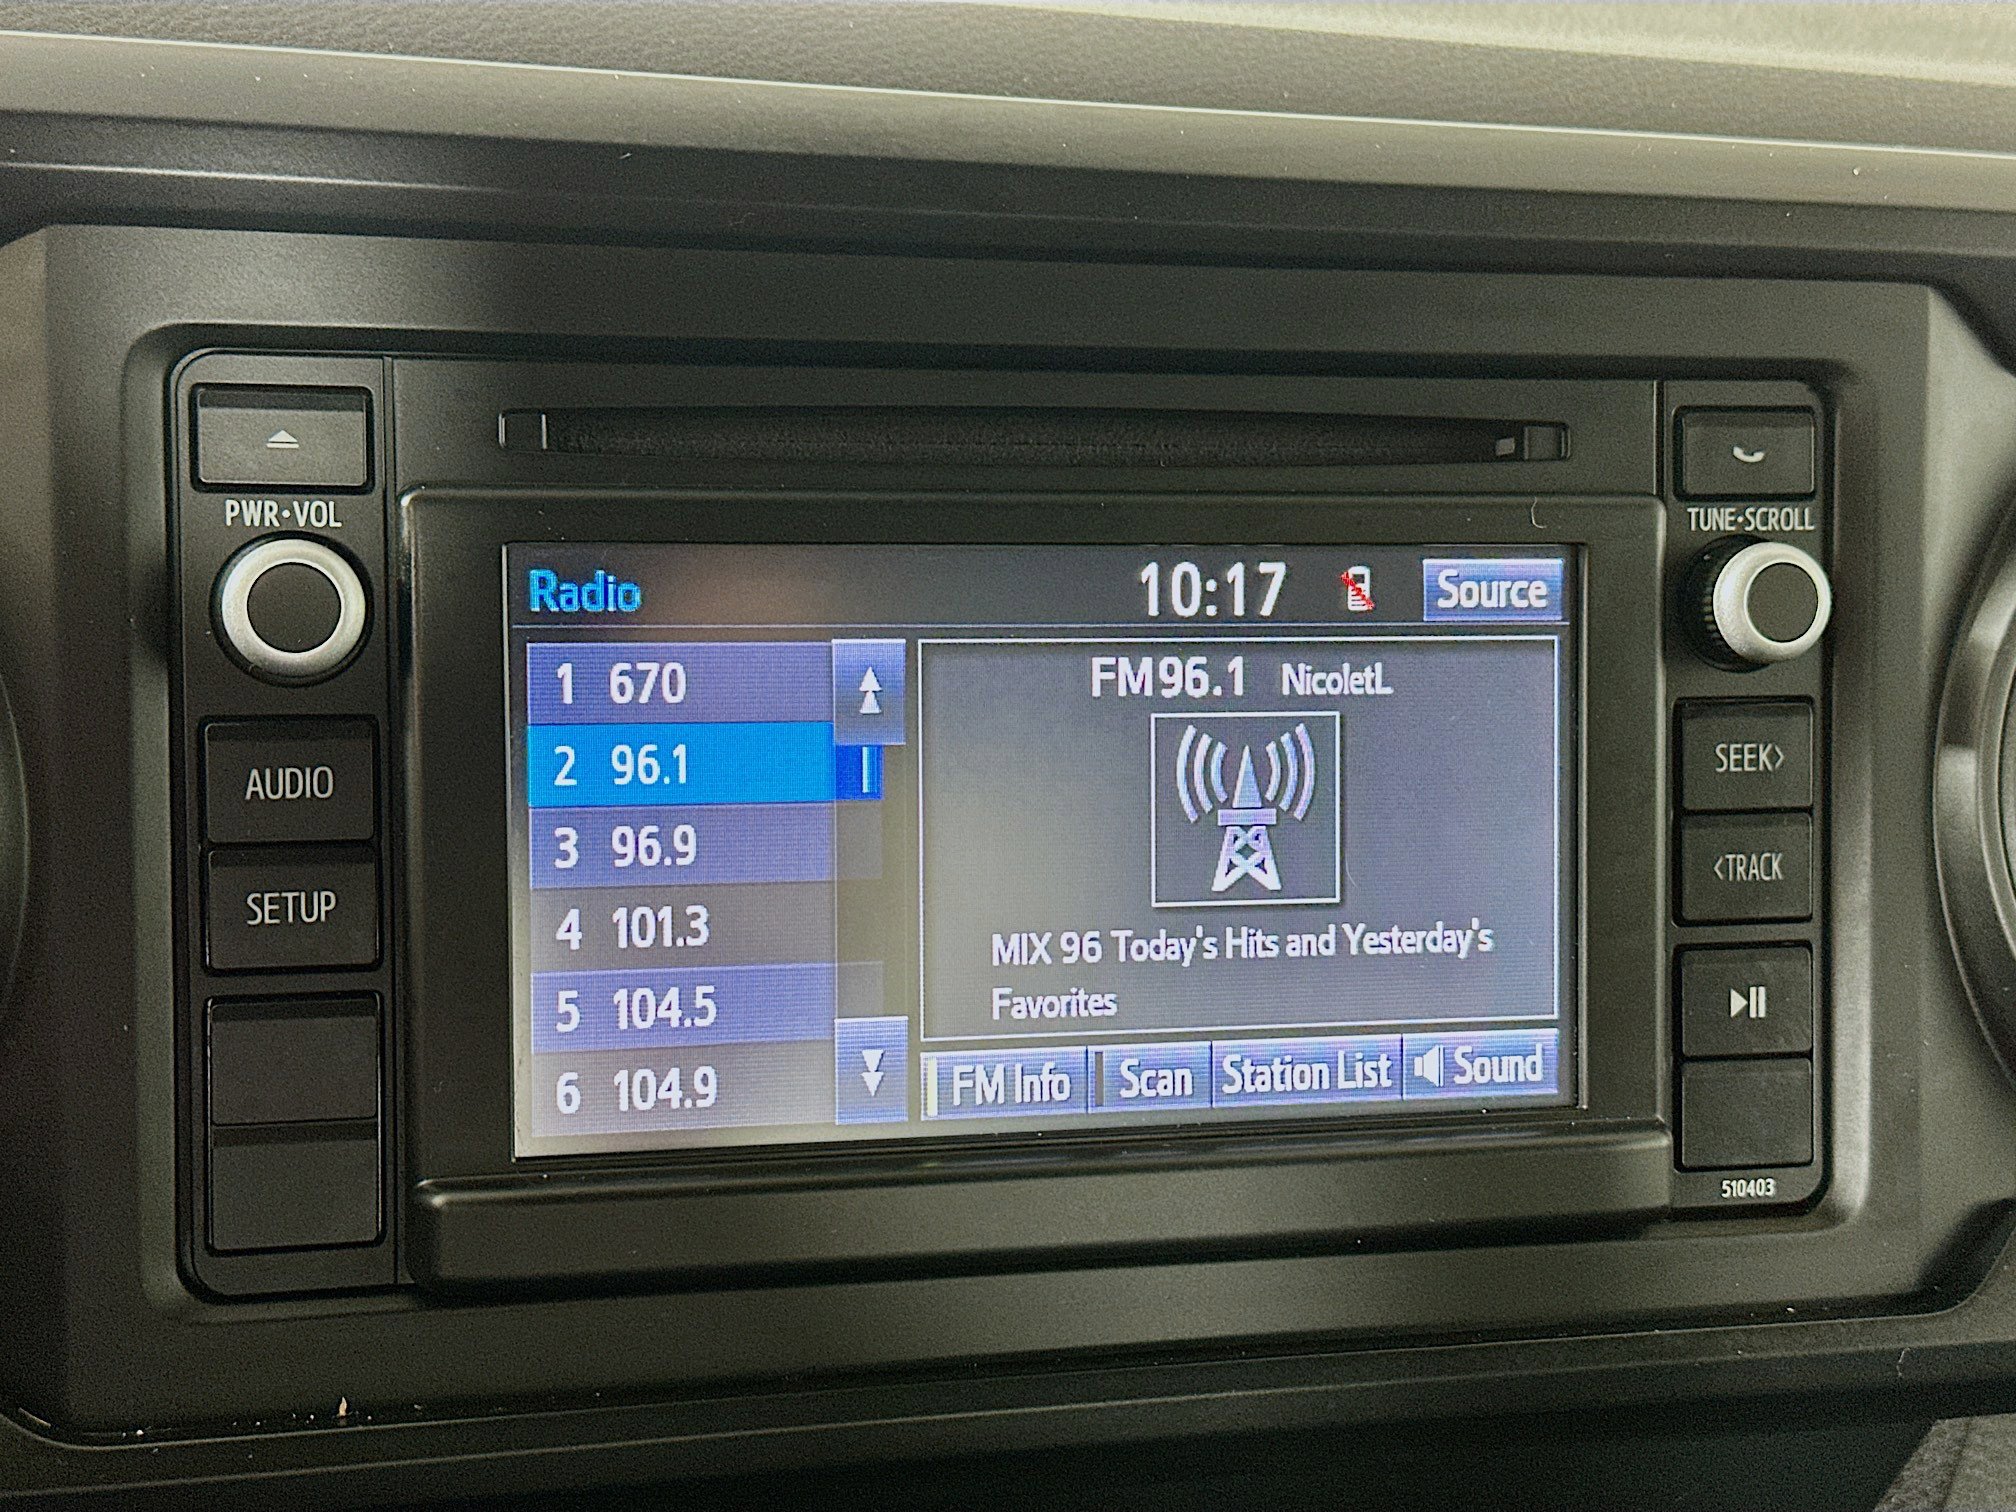 PWR•VOL
TUNE•SCROLL
Radio 10:17 Source
1 670
2 96.1
3 96.9
4 101.3
5 104.5
6 104.9
FM96.1 NicoletL
MIX 96 Today's Hits and Yesterday's
Favorites
FM Info Scan Station List Sound
AUDIO
SETUP
SEEK>
<TRACK
510403